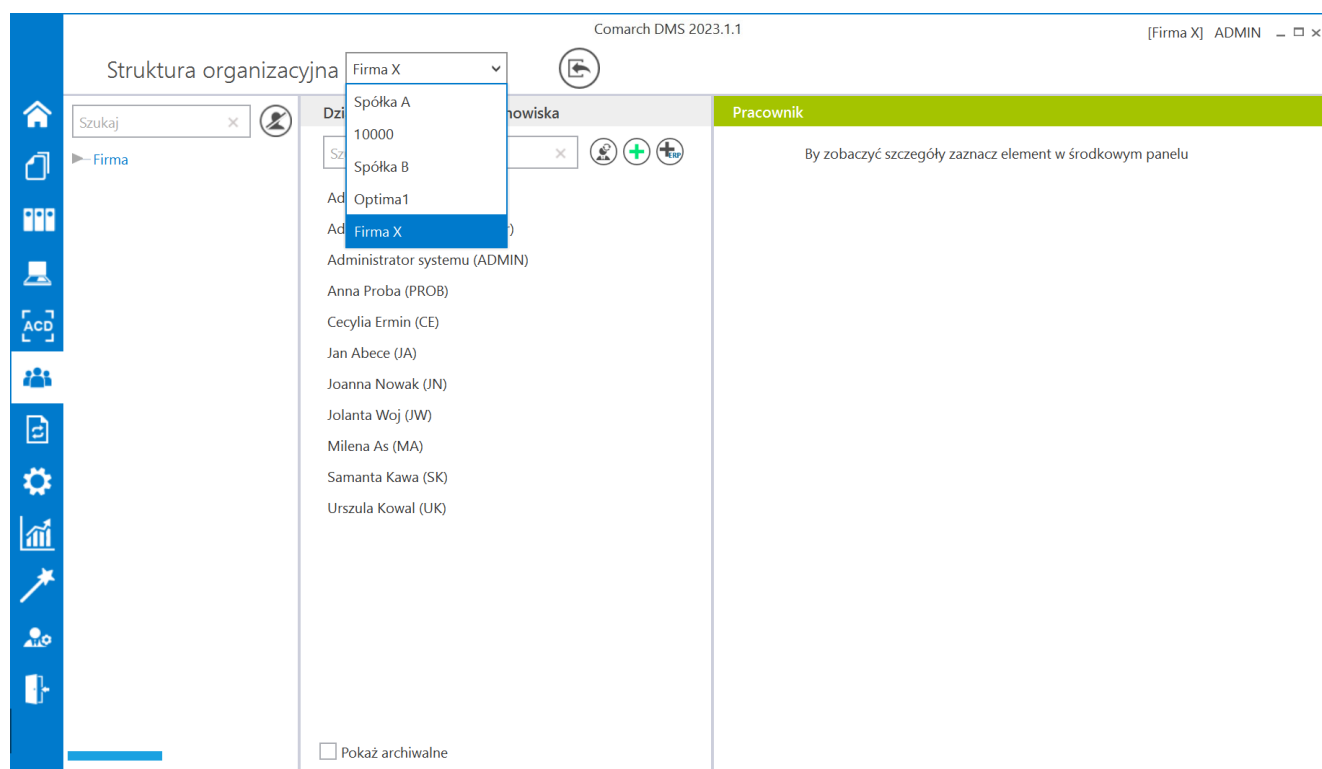 Comarch DMS 2023.1.1
[Firma X] ADMIN
Struktura organizacyjna Firma X
Spółka A
10000
Spółka B
Optima1
Firma X
Szukaj
Firma
Dzi
nowiska
Sz
ERP
Ad
Ad
r)
Administrator systemu (ADMIN)
Anna Proba (PROB)
Cecylia Ermin (CE)
Jan Abece (JA)
Joanna Nowak (JN)
Jolanta Woj (JW)
Milena As (MA)
Samanta Kawa (SK)
Urszula Kowal (UK)
Pokaż archiwalne
Pracownik
By zobaczyć szczegóły zaznacz element w środkowym panelu
ACD